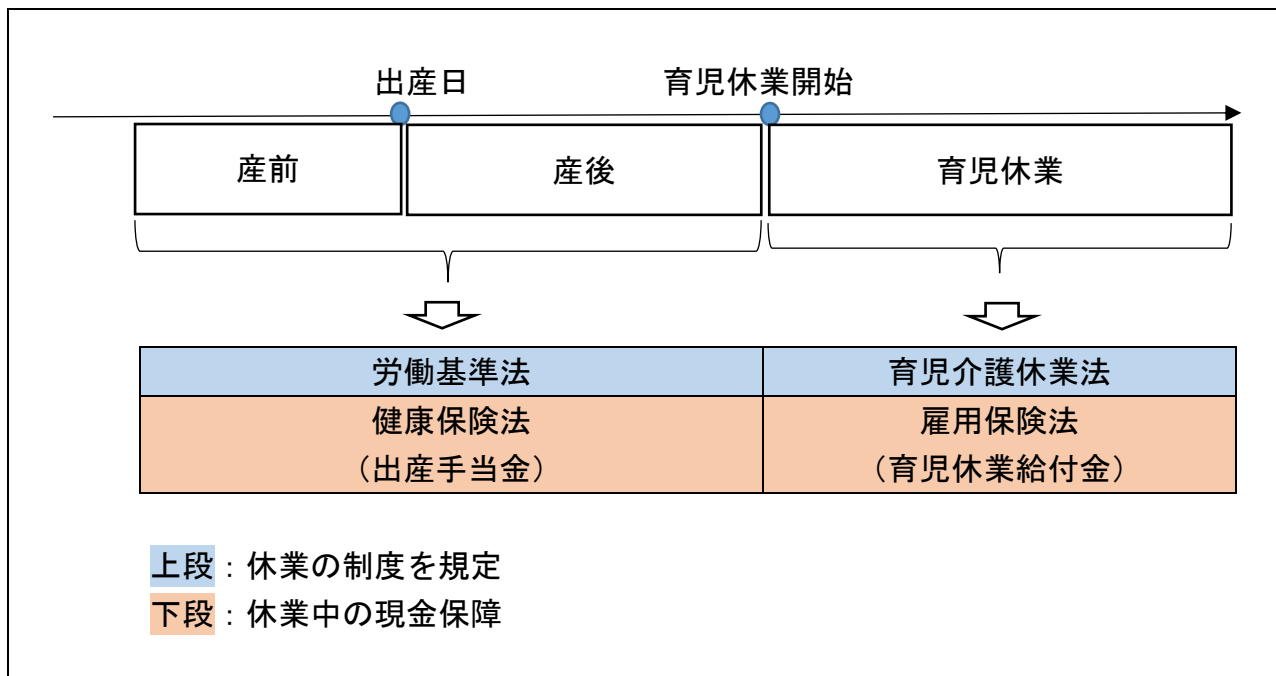 出産日
育児休業開始
産前
産後
育児休業
労働基準法
育児介護休業法
健康保険法
(出産手当金)
雇用保険法
(育児休業給付金)
上段：休業の制度を規定
下段：休業中の現金保障